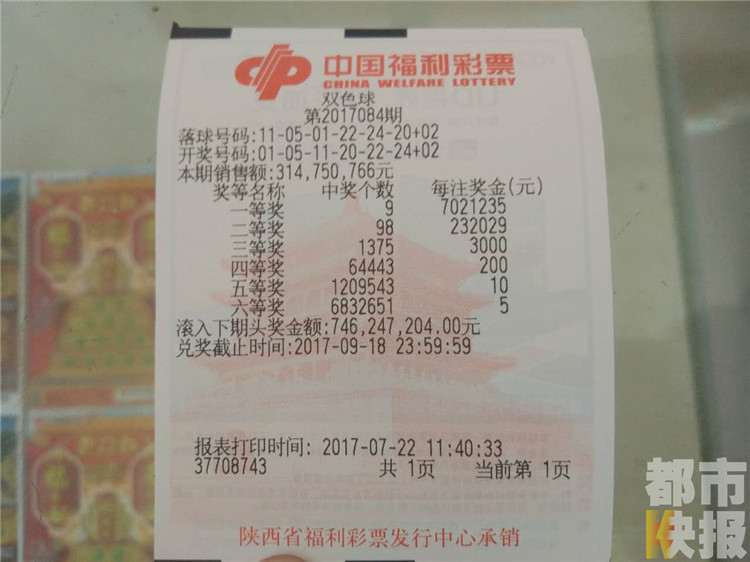 中国福利彩票
CHINA WELFARE LOTTERY
双色球
第2017084期
落球号码:11-05-01-22-24-20+02
开奖号码:01-05-11-20-22-24+02
本期销售额:314,750,766元
奖等名称 中奖个数 每注奖金(元)
一等奖 9 7021235
二等奖 98 232029
三等奖 1375 3000
四等奖 64443 200
五等奖 1209543 10
六等奖 6832651 5
滚入下期头奖金额:746,247,204.00元
兑奖截止时间:2017-09-18 23:59:59
报表打印时间: 2017-07-22 11:40:33
37708743 共 1页 当前第 1页
陕西省福利彩票发行中心承销
都市
快报